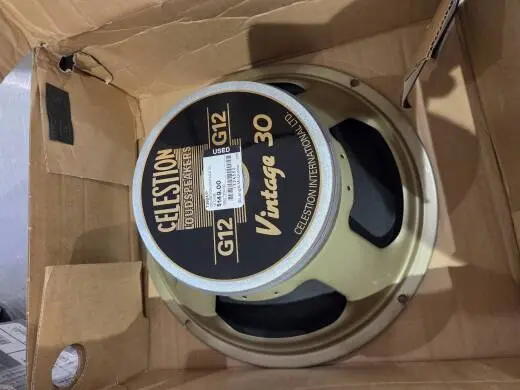 CELESTION
LOUDSPEAKERS
G12
G12
USED
$149.00
Vintage 30
CELESTION INTERNATIONAL LTD.